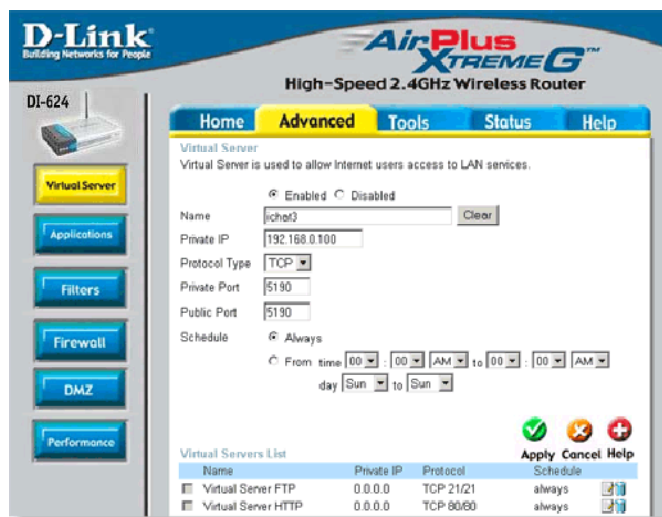 D-Link
Building Networks for People
AirPlus
XTREME G™
High-Speed 2.4GHz Wireless Router
DI-624
Home Advanced Tools Status Help
Virtual Server
Virtual Server is used to allow Internet users access to LAN services.
Virtual Server
Enabled Disabled
Name ichat3 Clear
Private IP 192.168.0.100
Applications
Protocol Type TCP
Private Port 5190
Filters
Public Port 5190
Schedule Always
Firewall
From time 00 : 00 AM to 00 : 00 AM
day Sun to Sun
DMZ
Performance
Apply Cancel Help
Virtual Servers List
Name Private IP Protocol Schedule
Virtual Server FTP 0.0.0.0 TCP 21/21 always
Virtual Server HTTP 0.0.0.0 TCP 80/80 always